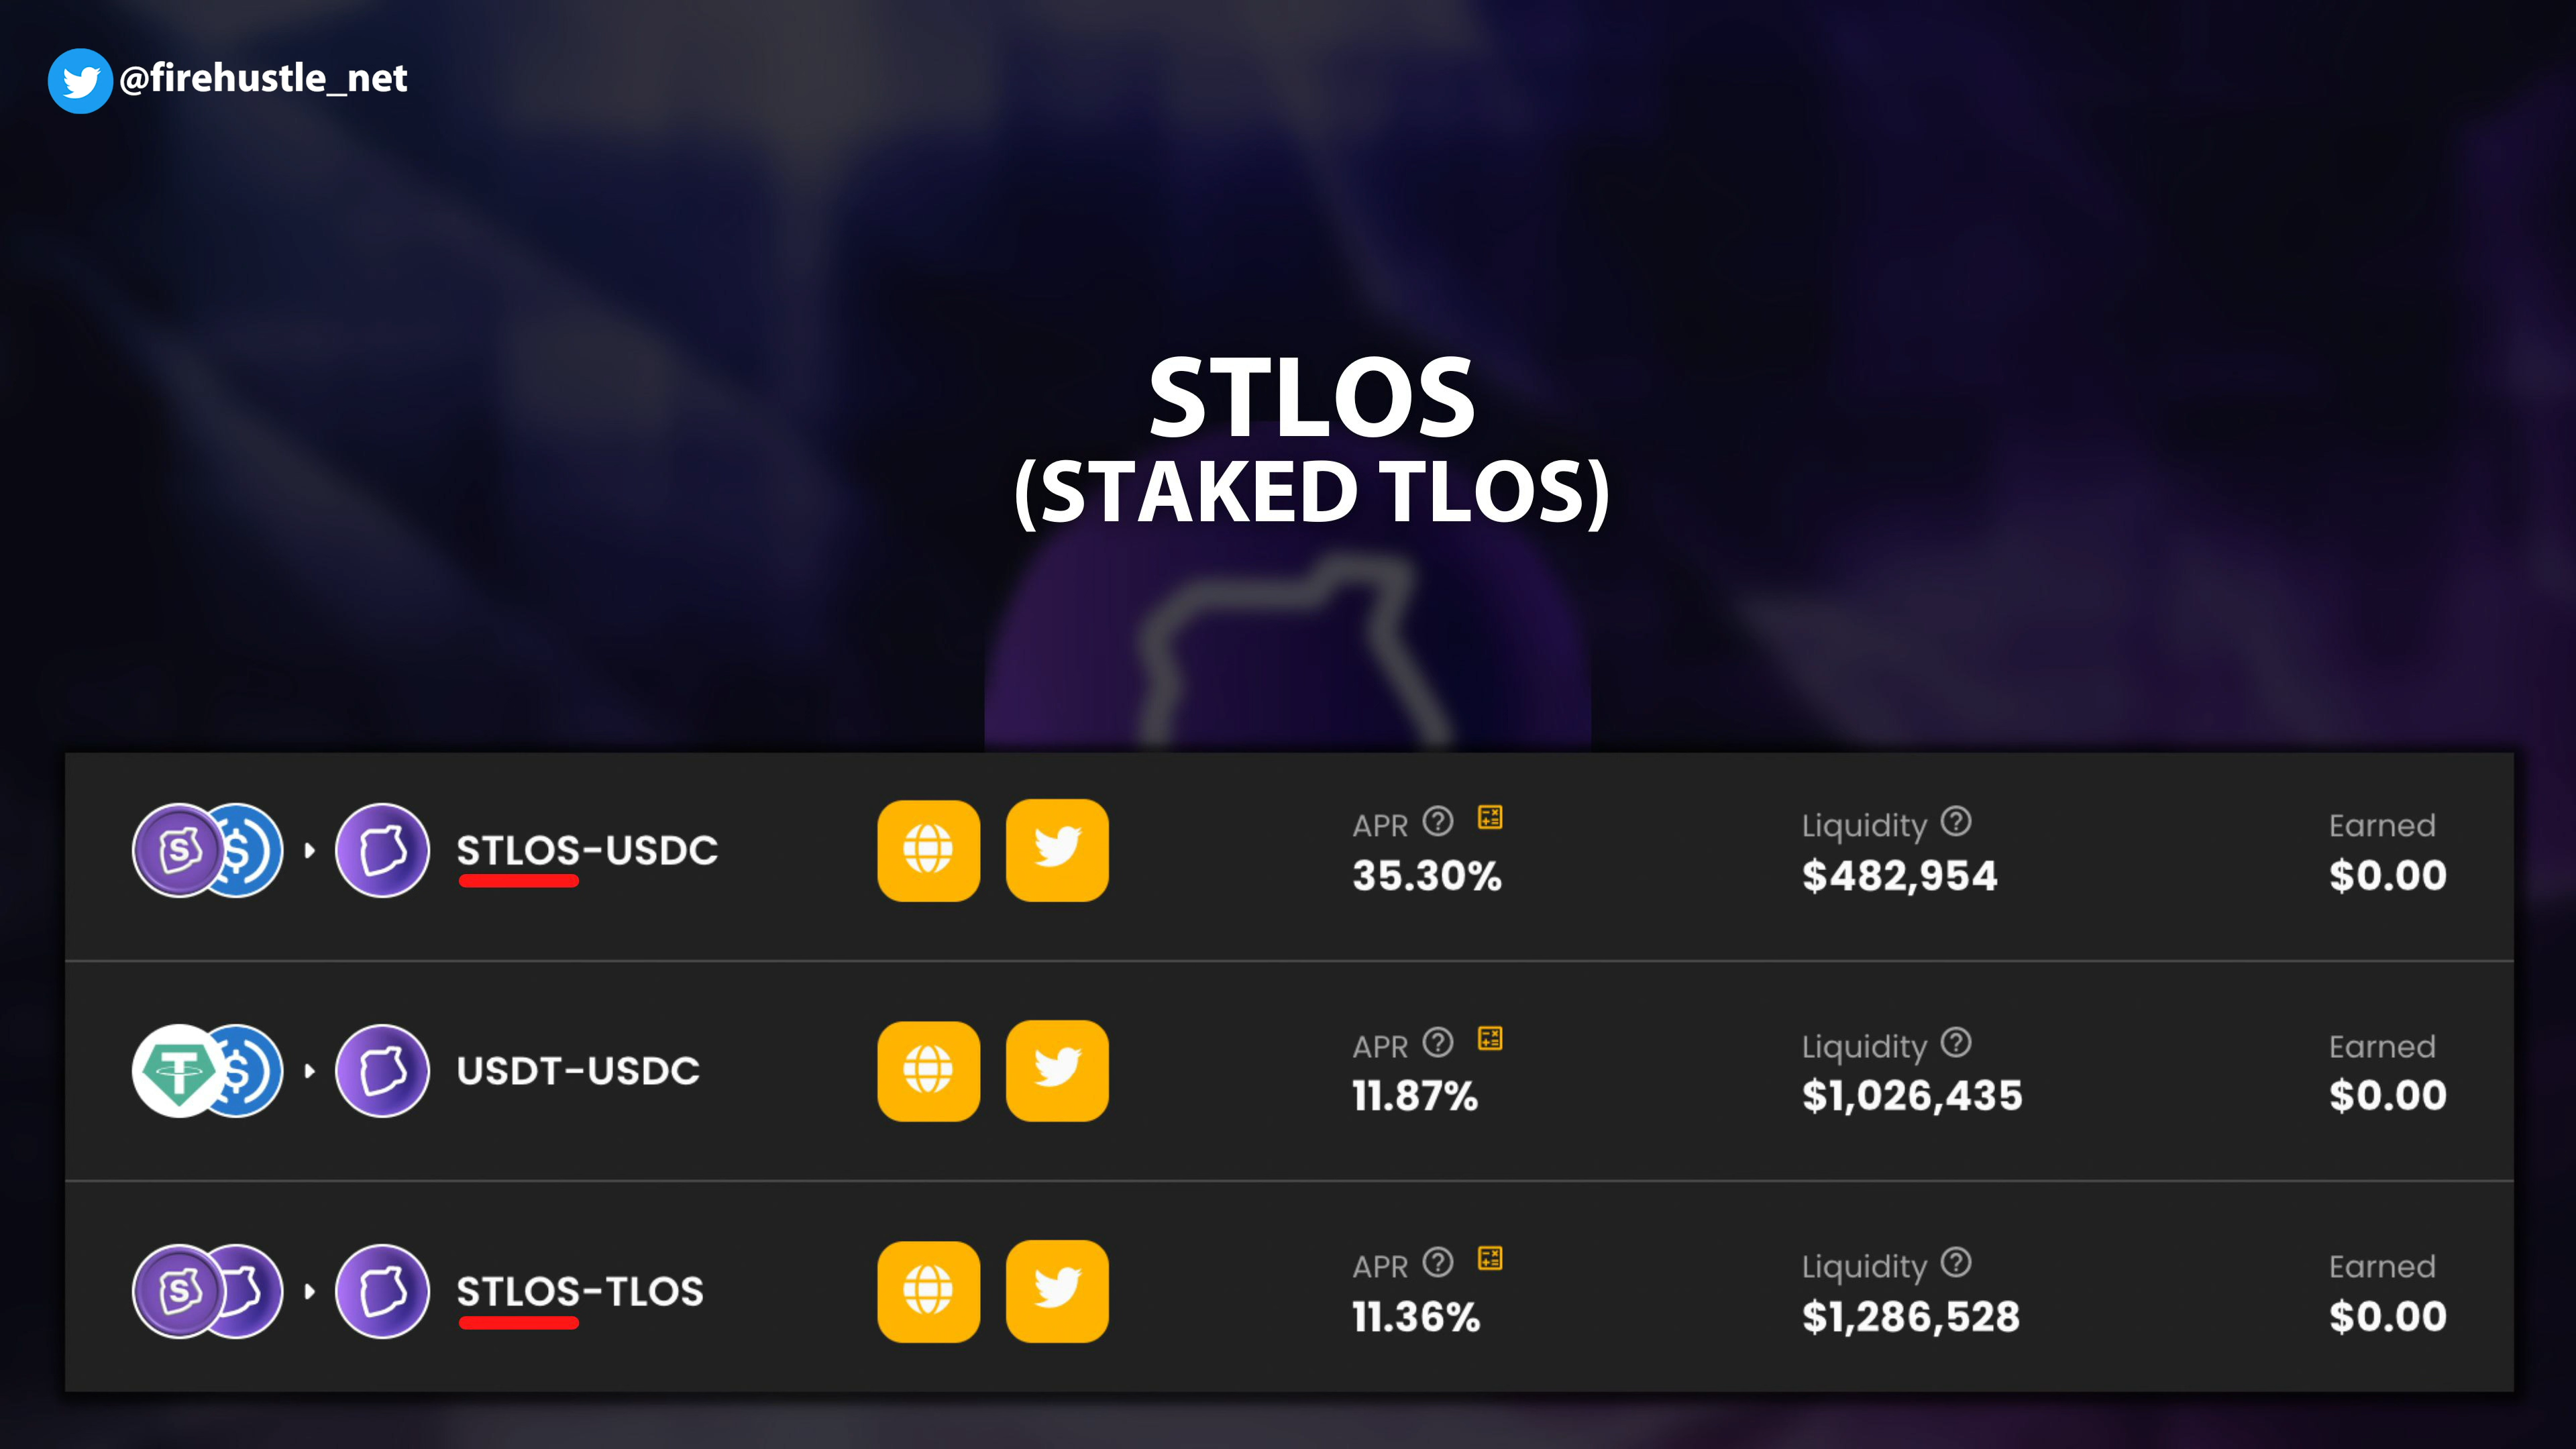 @firehustle_net
STLOS
(STAKED TLOS)
STLOS-USDC
APR
35.30%
Liquidity
$482,954
Earned
$0.00
USDT-USDC
APR
11.87%
Liquidity
$1,026,435
Earned
$0.00
STLOS-TLOS
APR
11.36%
Liquidity
$1,286,528
Earned
$0.00